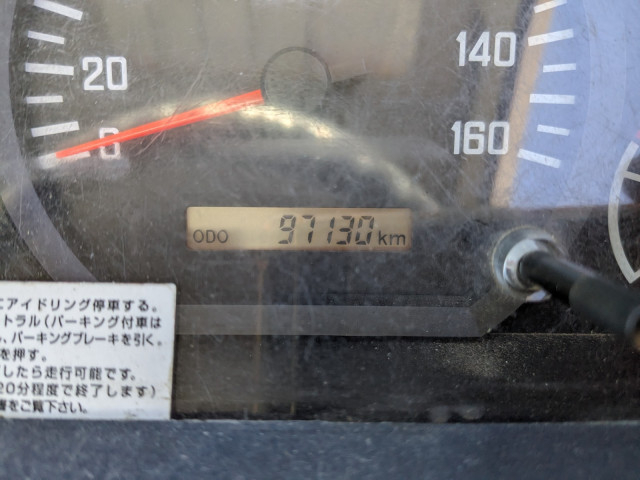 20
0
140
160
ODO 97130km
にアイドリング停車する。
トラル(パーキング付車は
パーキングブレーキを引く。
を押す。
したら走行可能です。
20分程度で終了します)
ご覧下さい。